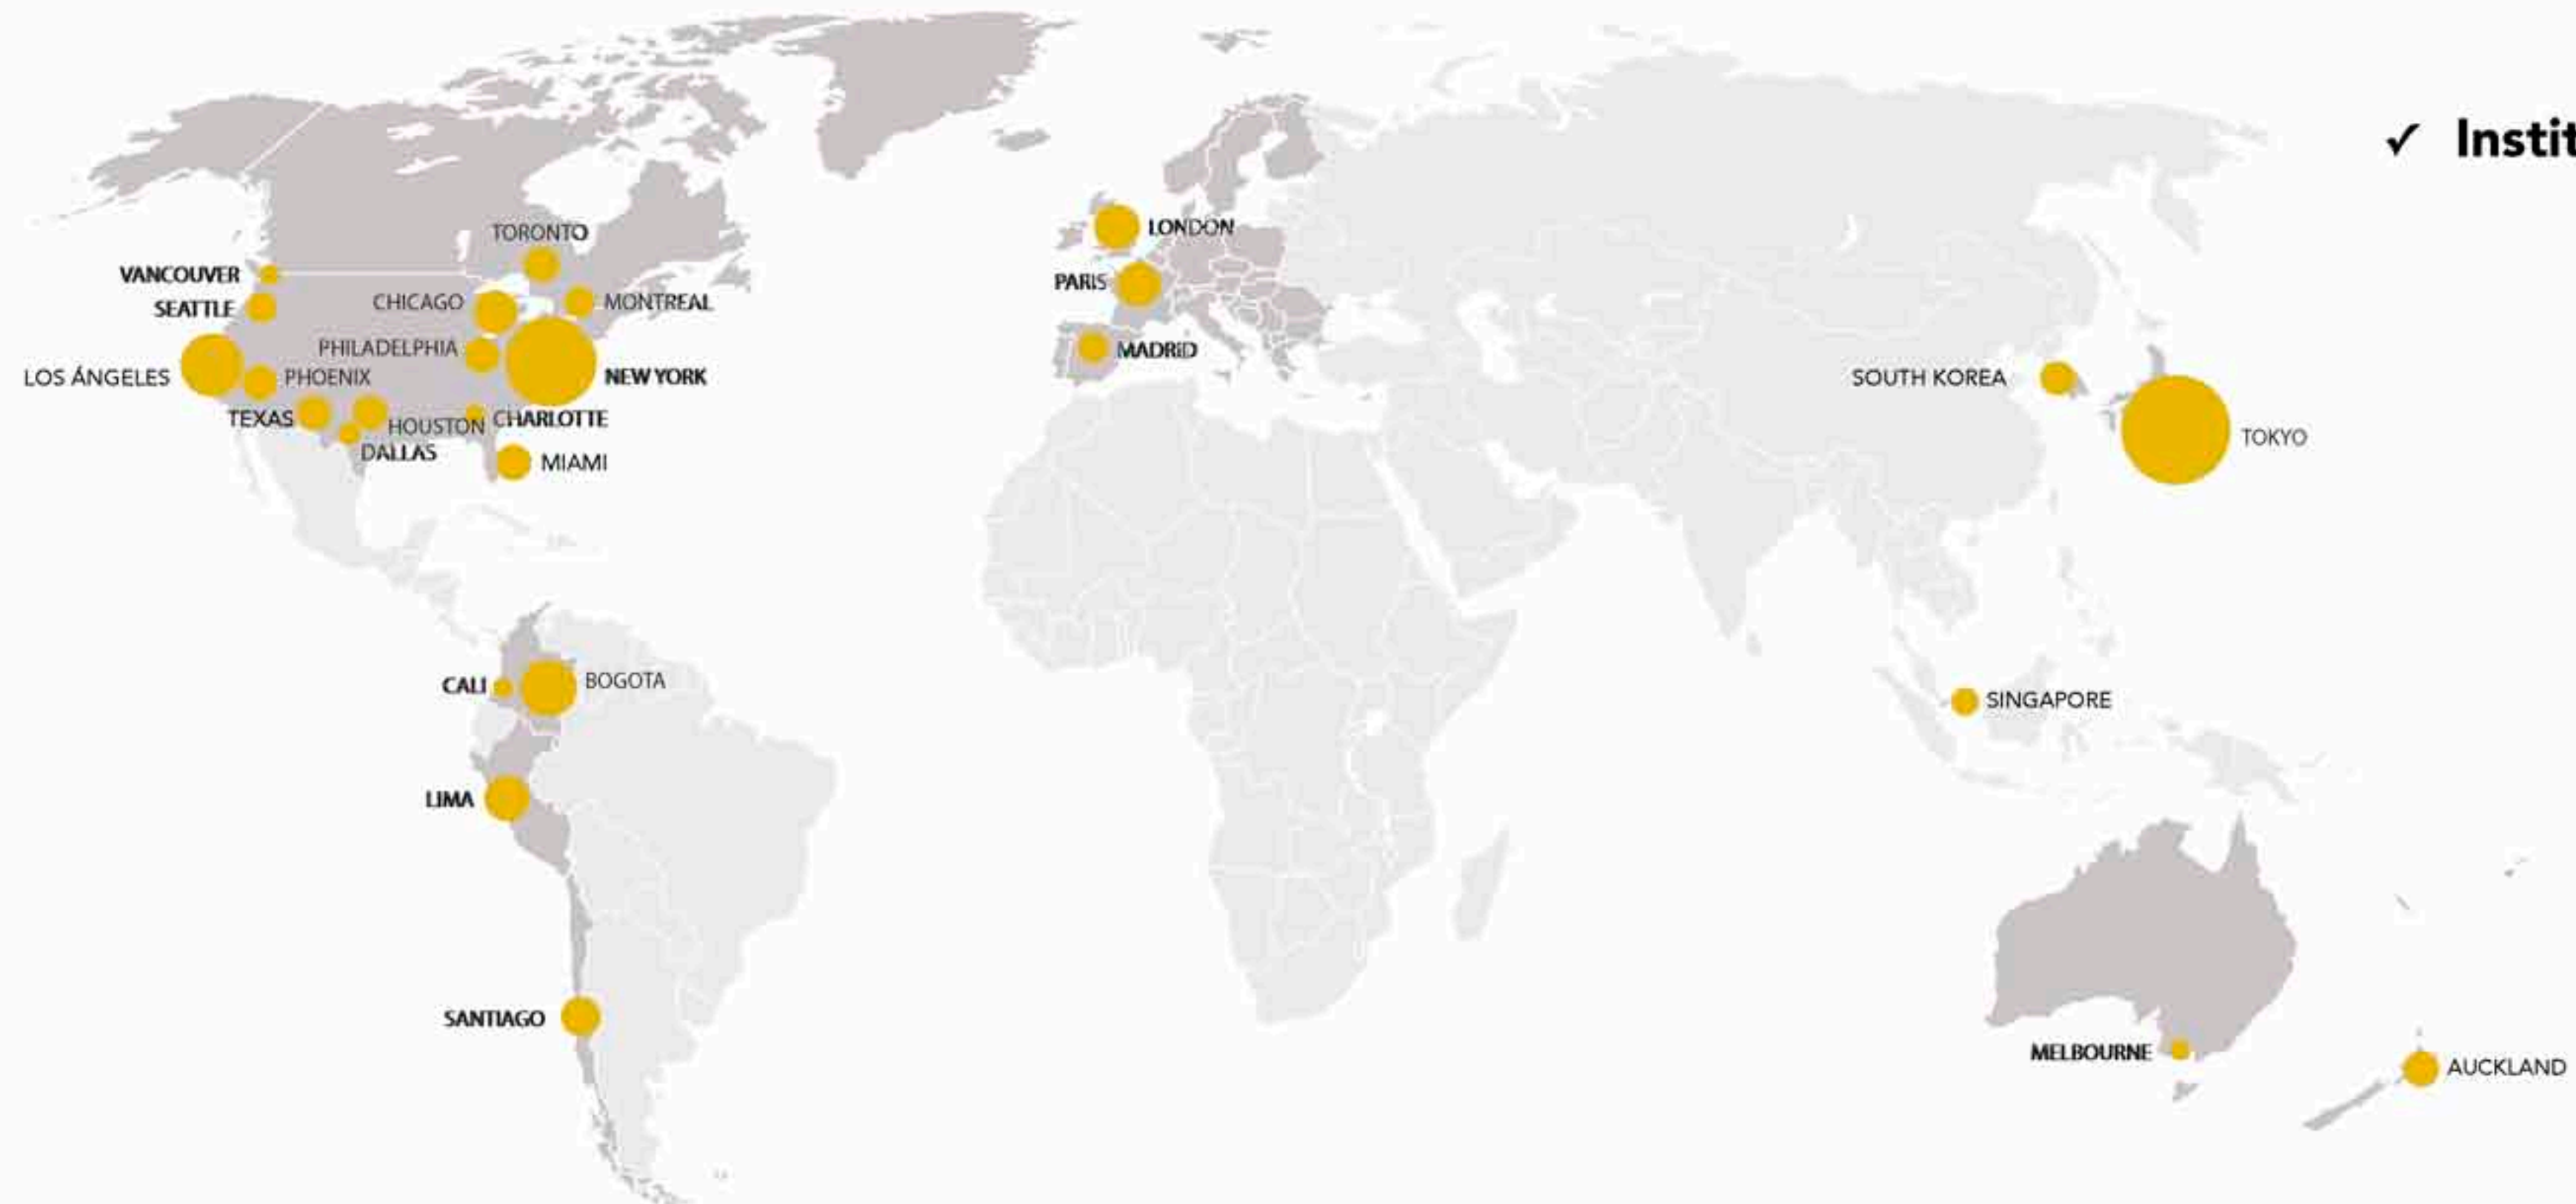 ✓ Instit
TORONTO
VANCOUVER
SEATTLE
CHICAGO
MONTREAL
PHILADELPHIA
LOS ÁNGELES
PHOENIX
NEW YORK
TEXAS
HOUSTON
CHARLOTTE
DALLAS
MIAMI
LONDON
PARIS
MADRID
SOUTH KOREA
TOKYO
CALI
BOGOTA
SINGAPORE
LIMA
SANTIAGO
MELBOURNE
AUCKLAND